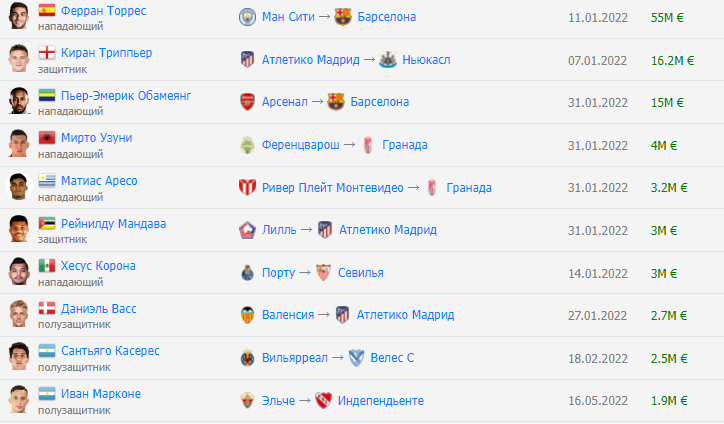 Ферран Торрес
нападающий
Ман Сити → Барселона
11.01.2022
55M €
Киран Триппьер
защитник
Атлетико Мадрид → Ньюкасл
07.01.2022
16.2M €
Пьер-Эмерик Обамеянг
нападающий
Арсенал → Барселона
31.01.2022
15M €
Мирто Узуни
нападающий
Ференцварош → Гранада
31.01.2022
4M €
Матиас Аресо
нападающий
Ривер Плейт Монтевидео → Гранада
31.01.2022
3.2M €
Рейнилду Мандава
защитник
Лилль → Атлетико Мадрид
31.01.2022
3M €
Хесус Корона
нападающий
Порту → Севилья
14.01.2022
3M €
Даниэль Васс
полузащитник
Валенсия → Атлетико Мадрид
27.01.2022
2.7M €
Сантьяго Касерес
полузащитник
Вильярреал → Велес С
18.02.2022
2.5M €
Иван Марконе
полузащитник
Эльче → Индепендьенте
16.05.2022
1.9M €